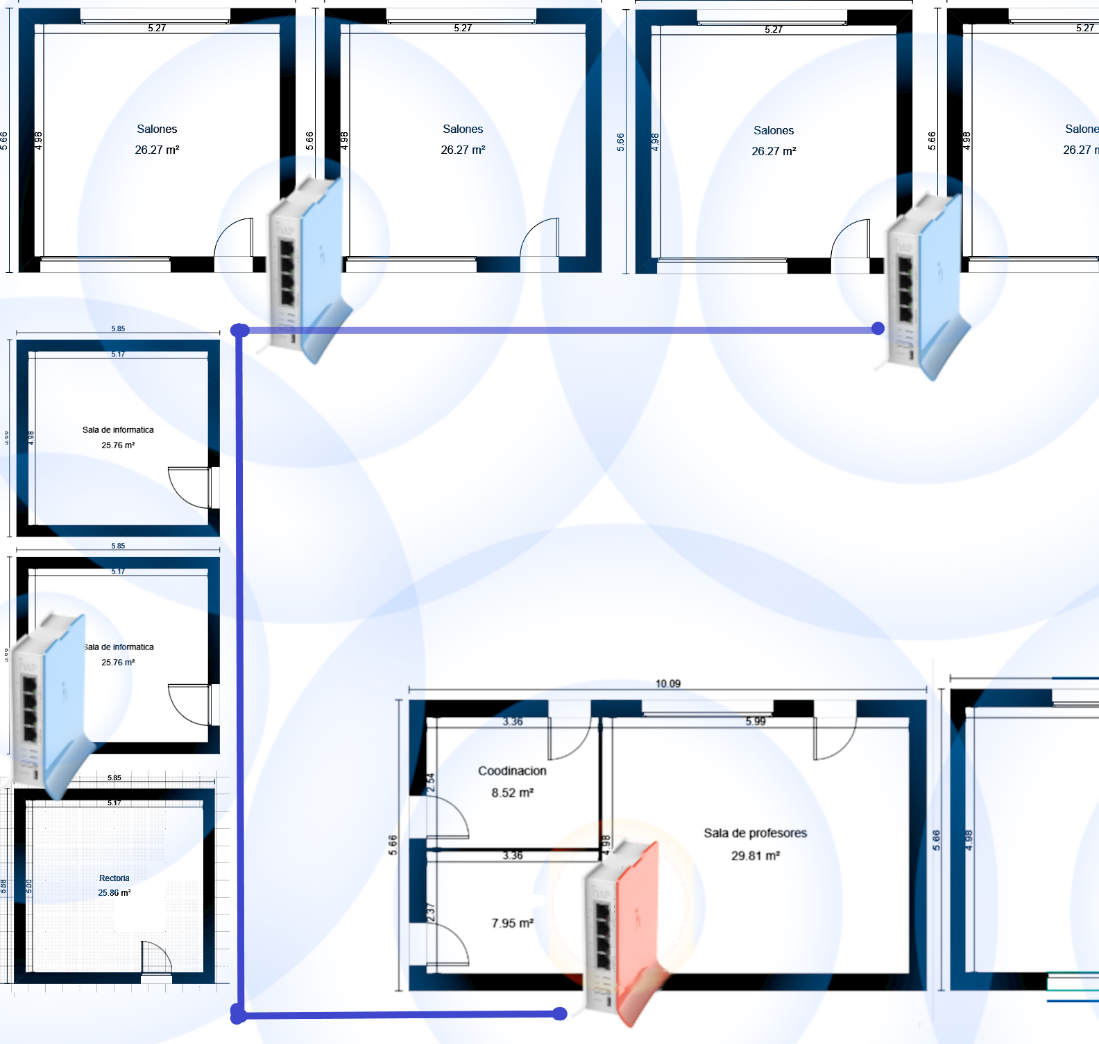 5.27
5.27
5.27
5.27
5.66
4.98
Salones
26.27 m²
5.66
4.98
Salones
26.27 m²
5.66
4.98
Salones
26.27 m²
5.66
4.98
Salone
26.27 m
5.85
5.17
4.98
Sala de informatica
25.76 m²
5.85
5.17
Sala de informatica
25.76 m²
5.85
5.17
Rectoria
25.86 m²
10.09
3.36
5.99
5.66
2.54
Coodinacion
8.52 m²
3.36
4.98
Sala de profesores
29.81 m²
2.37
7.95 m²
5.66
4.98